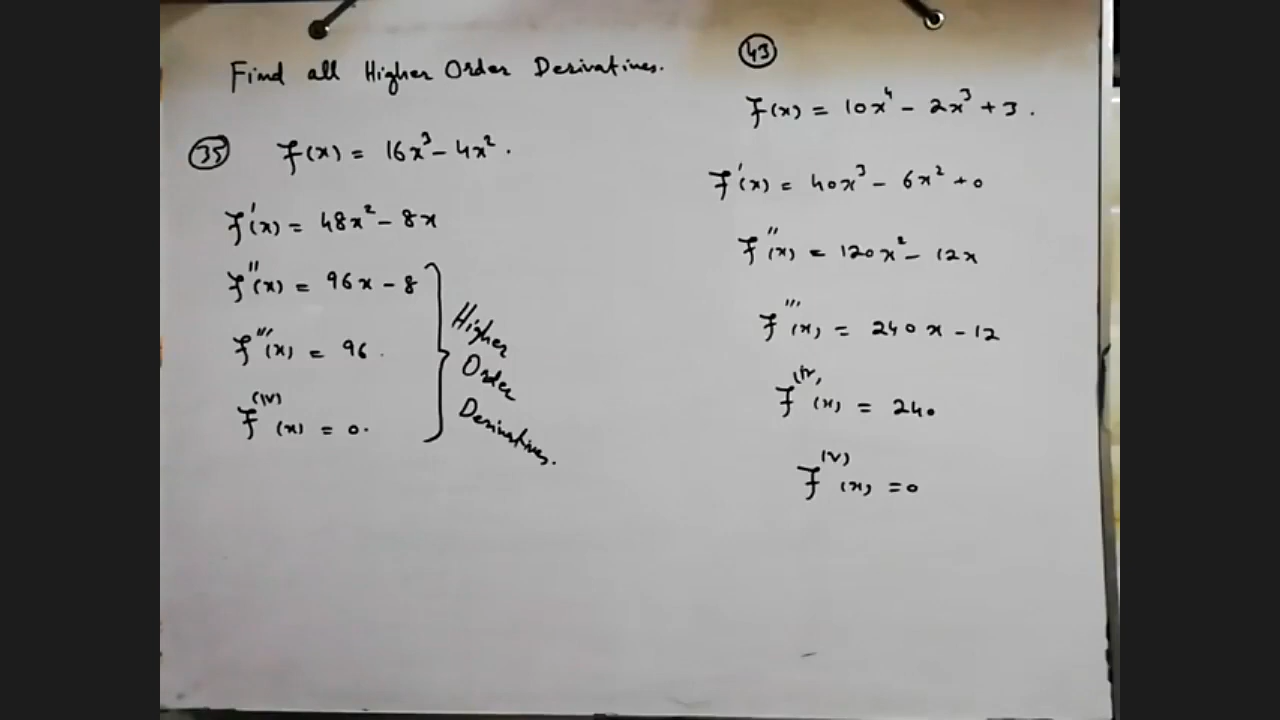 Find all Higher Order Derivatives.
35 f(x) = 16x³ - 4x².
f'(x) = 48x² - 8x
f''(x) = 96x - 8
f'''(x) = 96.
f^(IV)(x) = 0.
Higher
Order
Derivatives.
43
f(x) = 10x⁴ - 2x³ + 3.
f'(x) = 40x³ - 6x² + 0
f''(x) = 120x² - 12x
f'''(x) = 240x - 12
f^(IV)(x) = 240
f^(V)(x) = 0